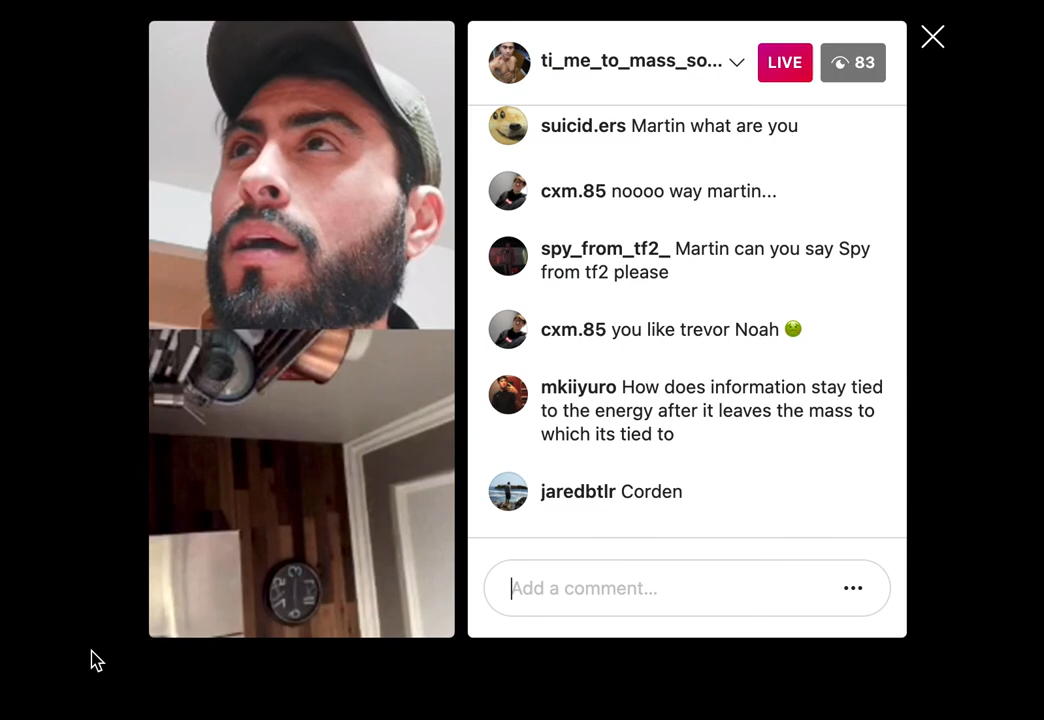 ti_me_to_mass_so...
LIVE
83
suicid.ers Martin what are you
cxm.85 noooo way martin...
spy_from_tf2_ Martin can you say Spy
from tf2 please
cxm.85 you like trevor Noah 🤢
mkiiyuro How does information stay tied
to the energy after it leaves the mass to
which its tied to
jaredbtlr Corden
Add a comment...